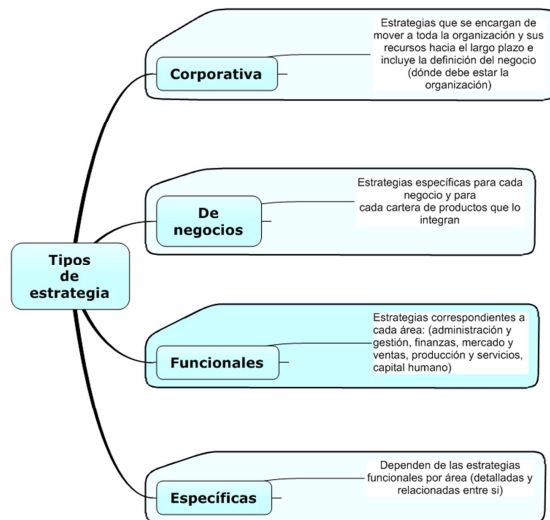 Estrategias que se encargan de
mover a toda la organización y sus
recursos hacia el largo plazo e
incluye la definición del negocio
(dónde debe estar la
organización)
Corporativa
Estrategias específicas para cada
negocio y para
cada cartera de productos que lo
integran
De
negocios
Tipos
de
estrategia
Estrategias correspondientes a
cada área: (administración y
gestión, finanzas, mercado y
ventas, producción y servicios,
capital humano)
Funcionales
Dependen de las estrategias
funcionales por área (detalladas y
relacionadas entre si)
Específicas